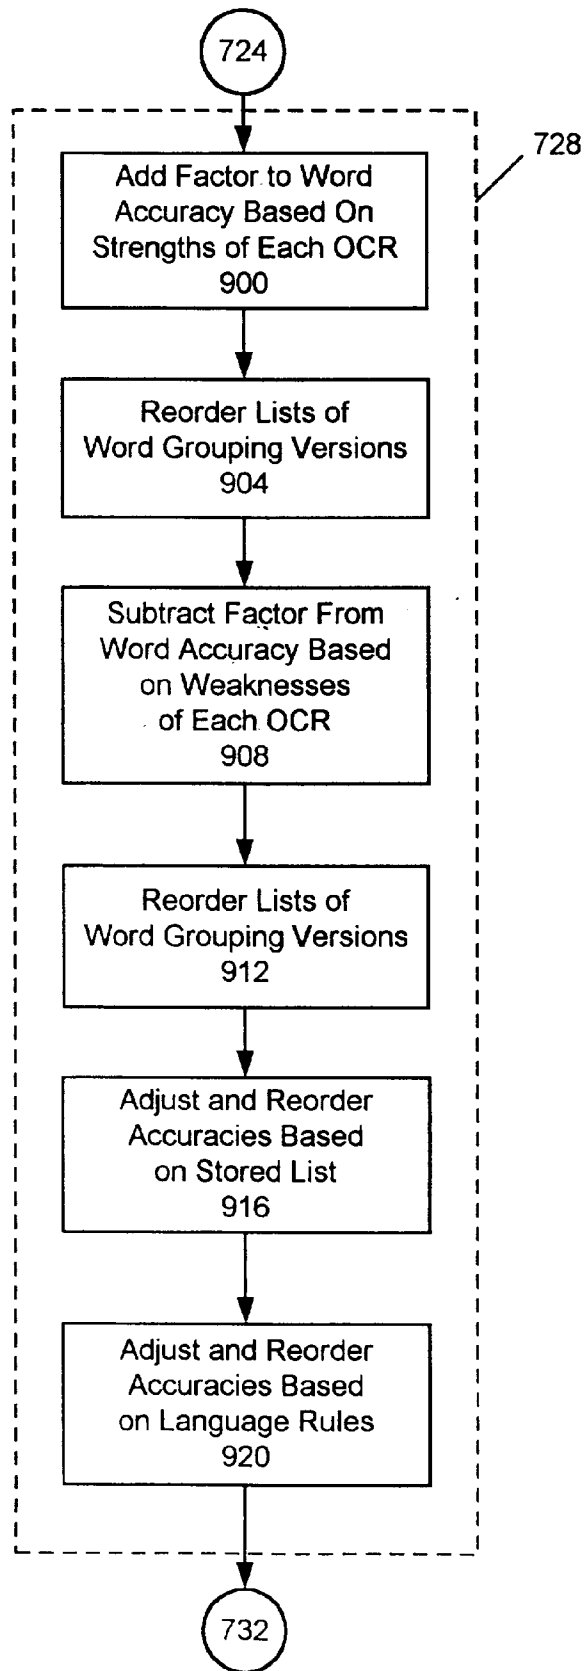 724
728
Add Factor to Word
Accuracy Based On
Strengths of Each OCR
900
Reorder Lists of
Word Grouping Versions
904
Subtract Factor From
Word Accuracy Based
on Weaknesses
of Each OCR
908
Reorder Lists of
Word Grouping Versions
912
Adjust and Reorder
Accuracies Based
on Stored List
916
Adjust and Reorder
Accuracies Based
on Language Rules
920
732